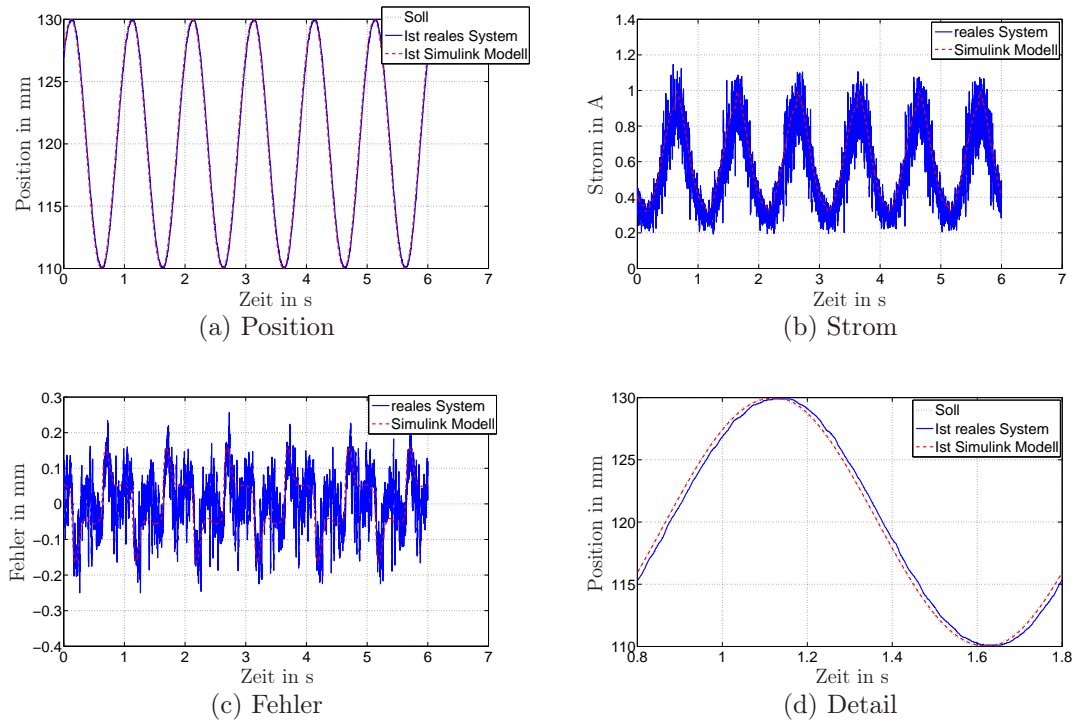 130
125
120
115
110
Position in mm
0 1 2 3 4 5 6 7
Zeit in s
Soll
Ist reales System
Ist Simulink Modell
(a) Position
1.4
1.2
1
0.8
0.6
0.4
0.2
0
Strom in A
0 1 2 3 4 5 6 7
Zeit in s
reales System
Simulink Modell
(b) Strom
0.3
0.2
0.1
0
−0.1
−0.2
−0.3
−0.4
Fehler in mm
0 1 2 3 4 5 6 7
Zeit in s
reales System
Simulink Modell
(c) Fehler
130
125
120
115
110
Position in mm
0.8 1 1.2 1.4 1.6 1.8
Zeit in s
Soll
Ist reales System
Ist Simulink Modell
(d) Detail